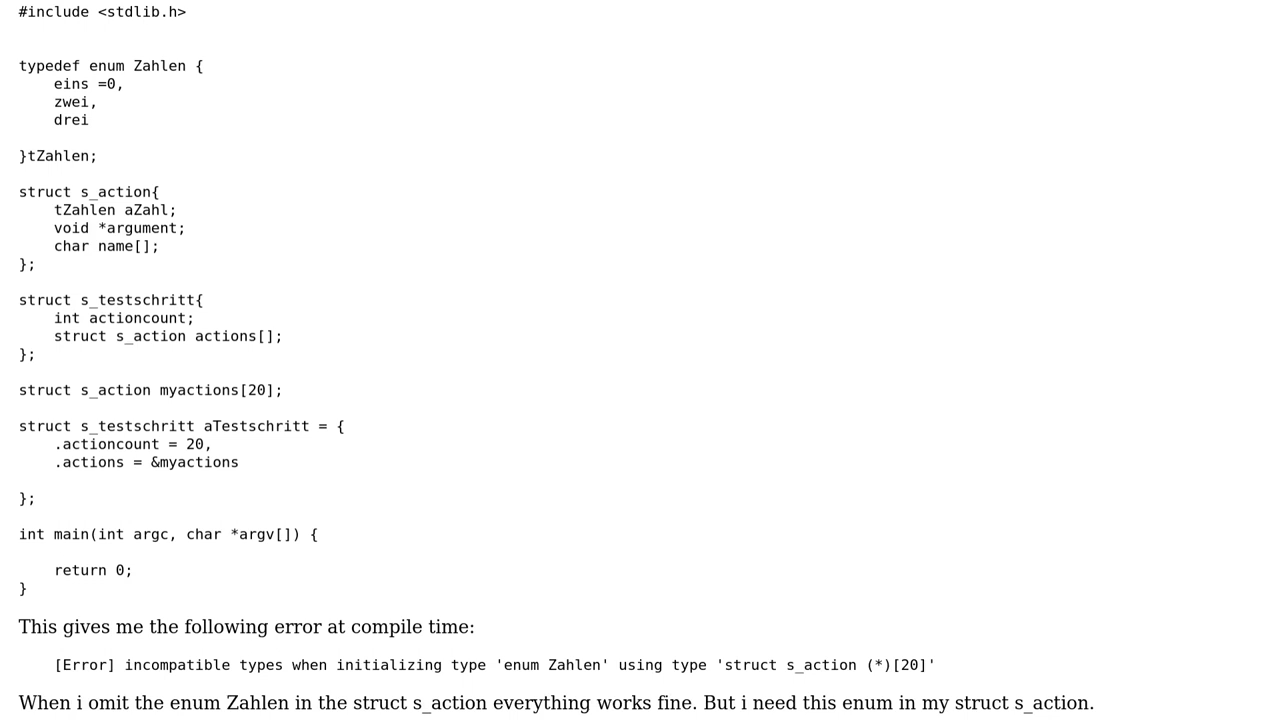 #include <stdlib.h>
typedef enum Zahlen {
    eins =0,
    zwei,
    drei
}tZahlen;
struct s_action{
    tZahlen aZahl;
    void *argument;
    char name[];
};
struct s_testschritt{
    int actioncount;
    struct s_action actions[];
};
struct s_action myactions[20];
struct s_testschritt aTestschritt = {
    .actioncount = 20,
    .actions = &myactions
};
int main(int argc, char *argv[]) {
    return 0;
}
This gives me the following error at compile time:
    [Error] incompatible types when initializing type 'enum Zahlen' using type 'struct s_action (*)[20]'
When i omit the enum Zahlen in the struct s_action everything works fine. But i need this enum in my struct s_action.